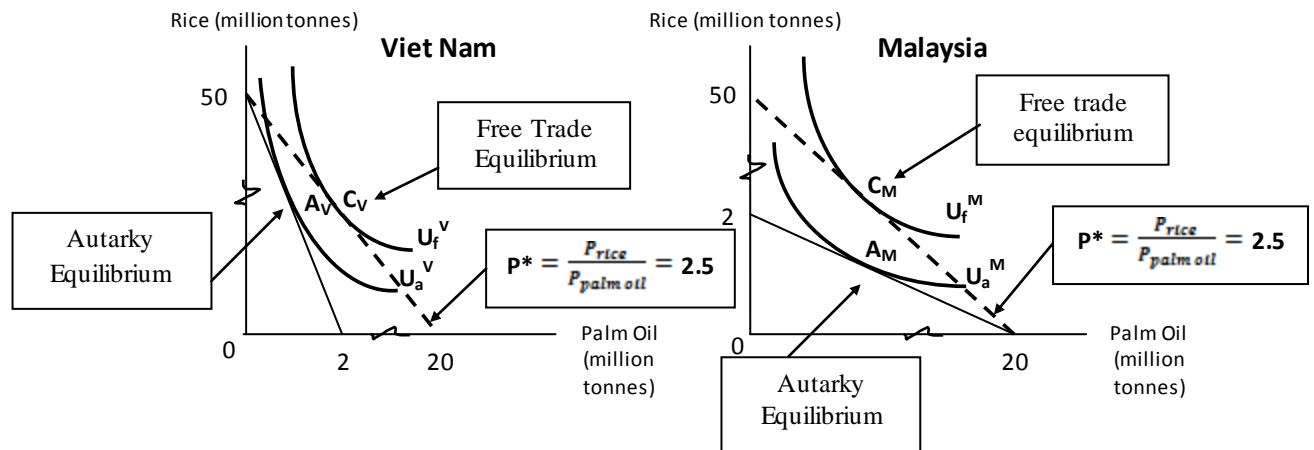 Rice (million tonnes)
Viet Nam
50
Free Trade
Equilibrium
A_V C_V
Autarky
Equilibrium
U_f^V
U_a^V
P* = P_rice / P_palm oil = 2.5
0
2
20
Palm Oil
(million
tonnes)
Rice (million tonnes)
Malaysia
50
Free trade
equilibrium
C_M
2
U_f^M
A_M
U_a^M
P* = P_rice / P_palm oil = 2.5
0
20
Palm Oil
(million
tonnes)
Autarky
Equilibrium